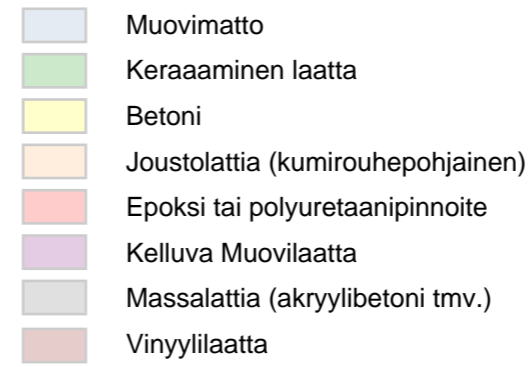 Muovimatto
Keraaaminen laatta
Betoni
Joustolattia (kumirouhepohjainen)
Epoksi tai polyuretaanipinnoite
Kelluva Muovilaatta
Massalattia (akryylibetoni tmv.)
Vinyylilaatta